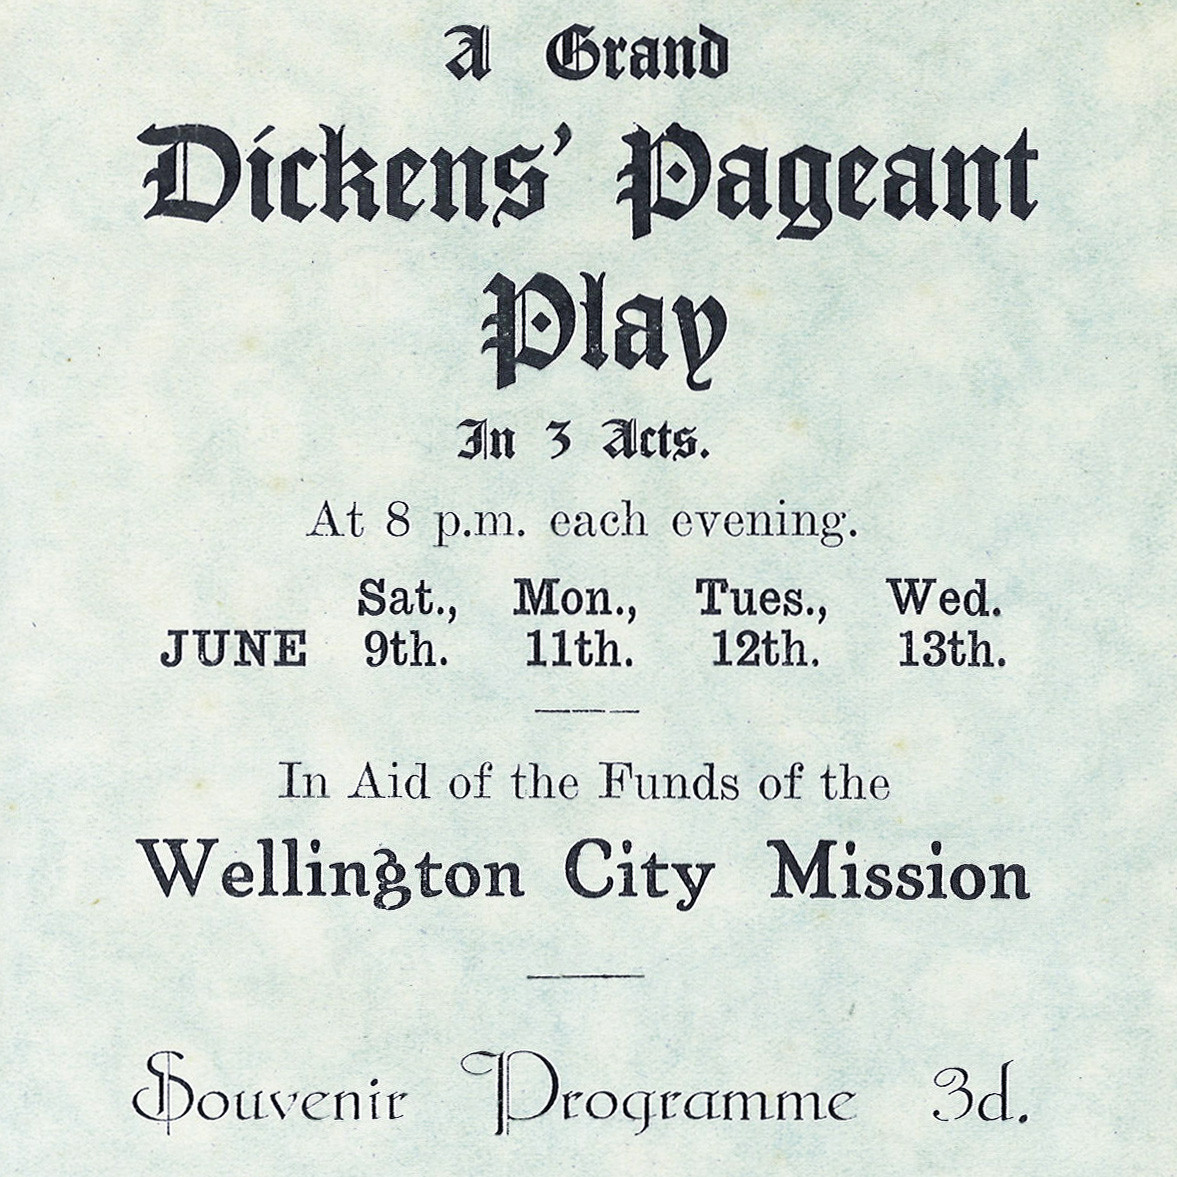 A Grand
Dickens' Pageant
Play
In 3 Acts.
At 8 p.m. each evening.
Sat., Mon., Tues., Wed.
JUNE 9th. 11th. 12th. 13th.
In Aid of the Funds of the
Wellington City Mission
Souvenir Programme 3d.